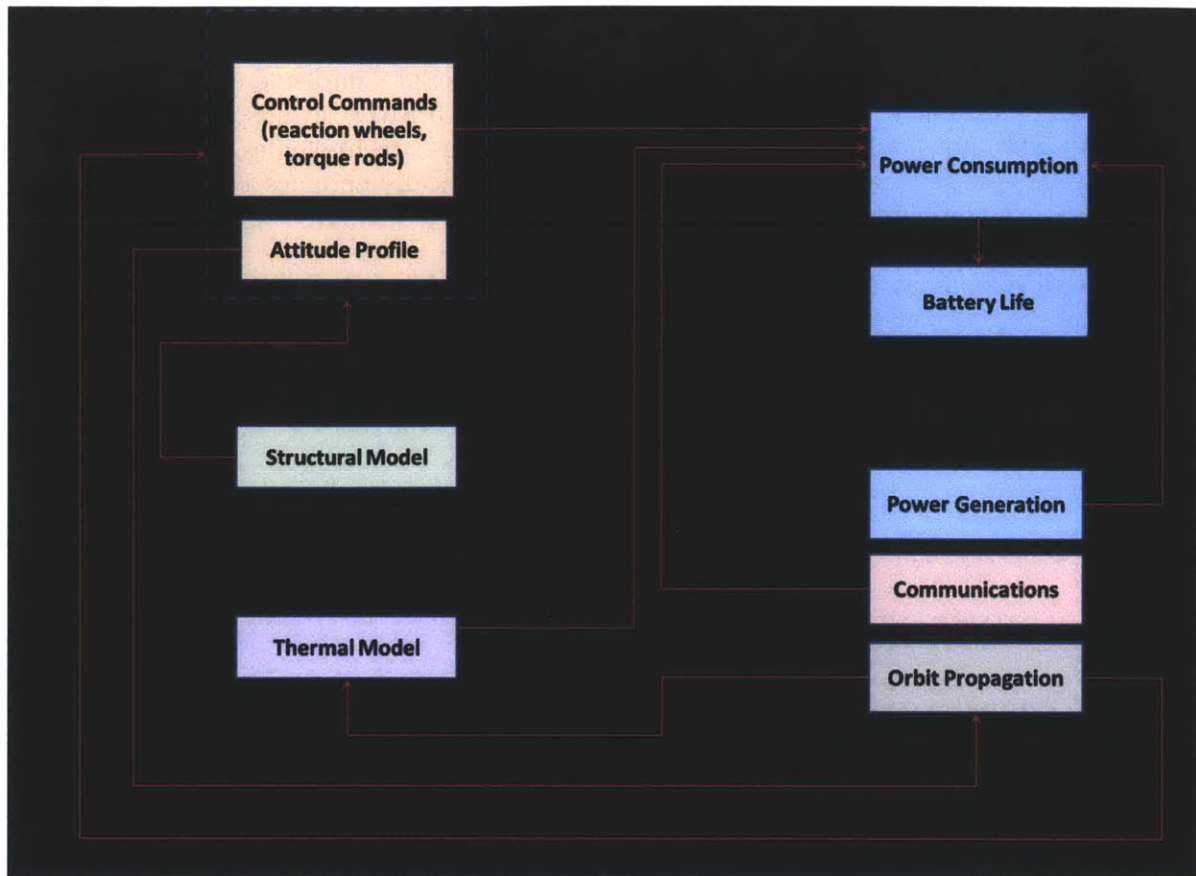 Control Commands
(reaction wheels,
torque rods)
Attitude Profile
Structural Model
Thermal Model
Power Consumption
Battery Life
Power Generation
Communications
Orbit Propagation